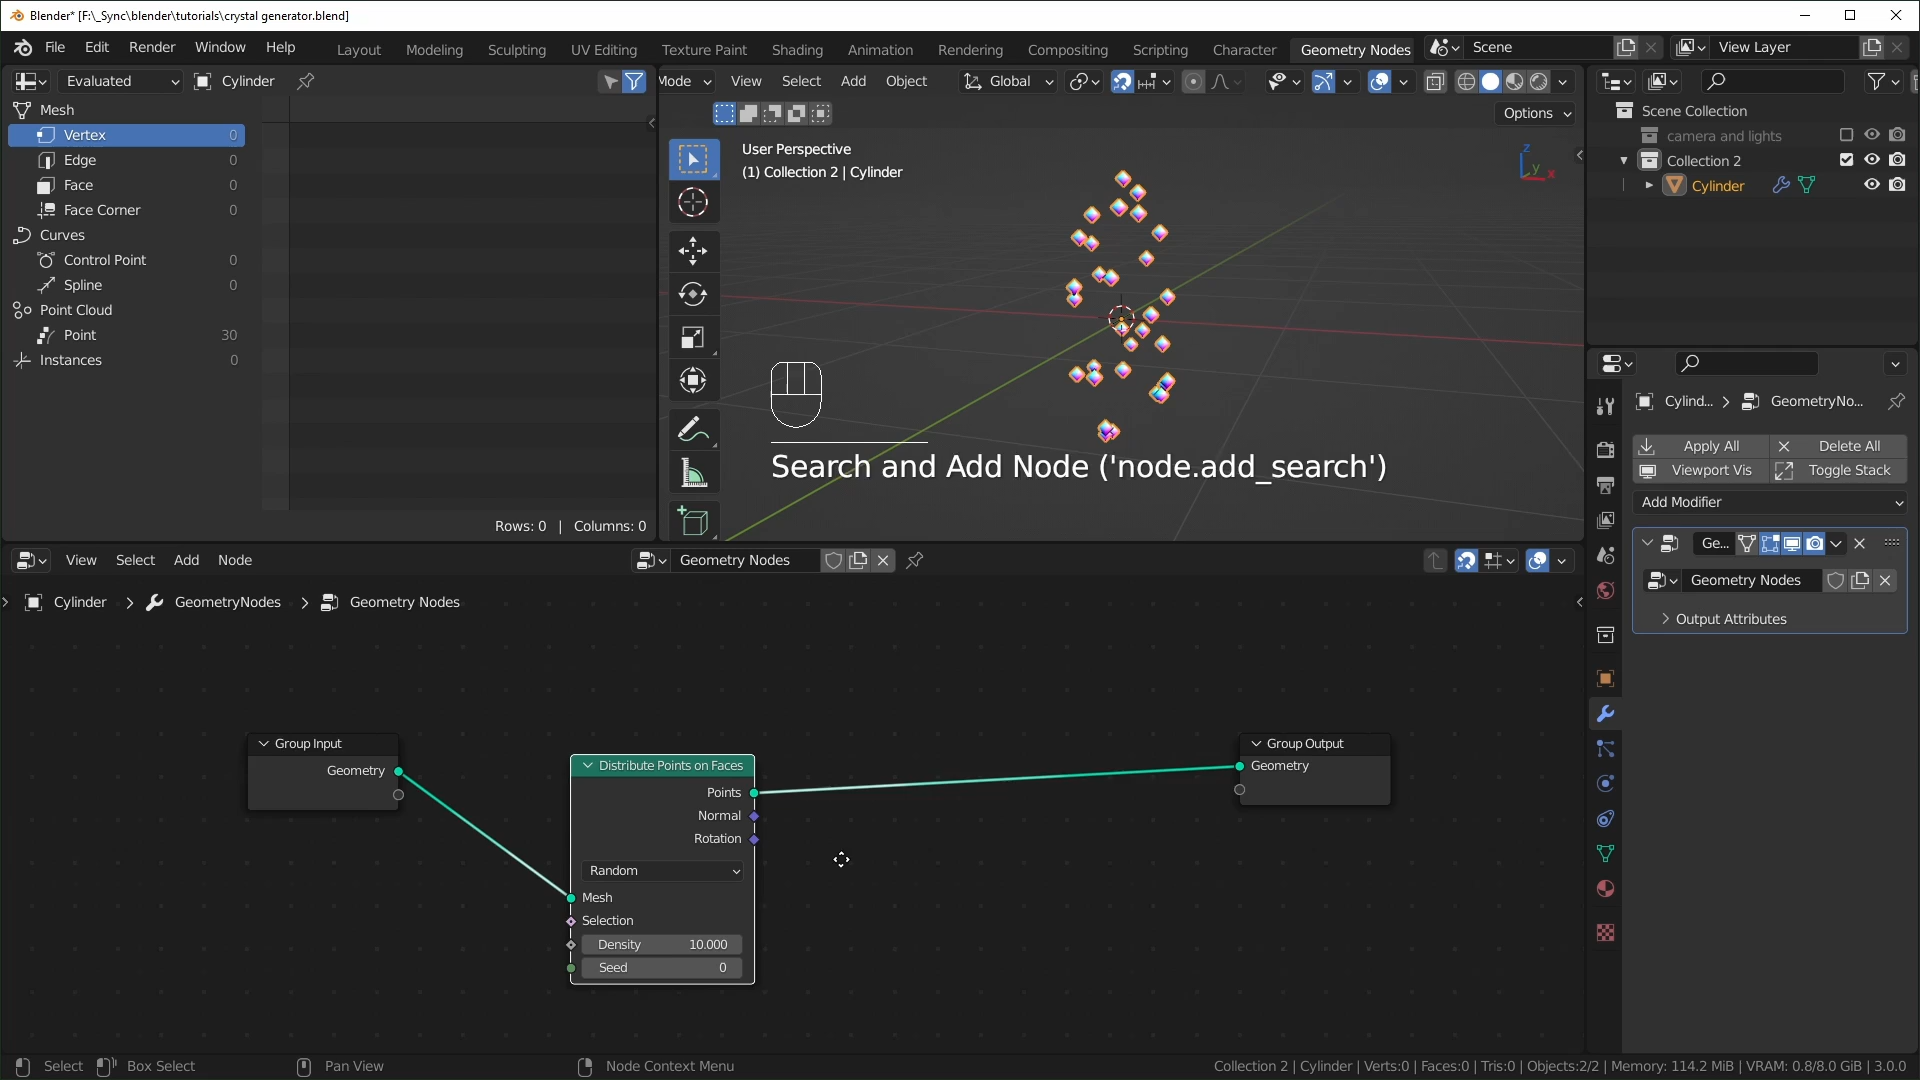 Blender* [F:\_Sync\blender\tutorials\crystal generator.blend]
File Edit Render Window Help
Layout Modeling Sculpting UV Editing Texture Paint Shading Animation Rendering Compositing Scripting Character Geometry Nodes
Scene
View Layer
Evaluated
Cylinder
Mesh
Vertex 0
Edge 0
Face 0
Face Corner 0
Curves
Control Point 0
Spline 0
Point Cloud
Point 30
Instances 0
Rows: 0 | Columns: 0
Mode View Select Add Object
Global
Options
User Perspective
(1) Collection 2 | Cylinder
Z
Y
X
Search and Add Node ('node.add_search')
Scene Collection
camera and lights
Collection 2
Cylinder
Cylind...
GeometryNo...
Apply All
Delete All
Viewport Vis
Toggle Stack
Add Modifier
Ge...
Geometry Nodes
Output Attributes
View Select Add Node
Geometry Nodes
Cylinder
GeometryNodes
Geometry Nodes
Group Input
Geometry
Distribute Points on Faces
Points
Normal
Rotation
Random
Mesh
Selection
Density 10.000
Seed 0
Group Output
Geometry
Select
Box Select
Pan View
Node Context Menu
Collection 2 | Cylinder | Verts:0 | Faces:0 | Tris:0 | Objects:2/2 | Memory: 114.2 MiB | VRAM: 0.8/8.0 GiB | 3.0.0